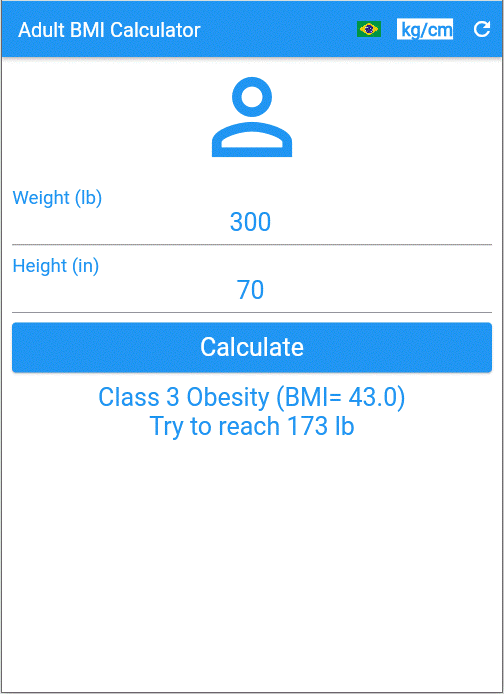 Adult BMI Calculator kg/cm
Weight (lb)
300
Height (in)
70
Calculate
Class 3 Obesity (BMI= 43.0)
Try to reach 173 lb